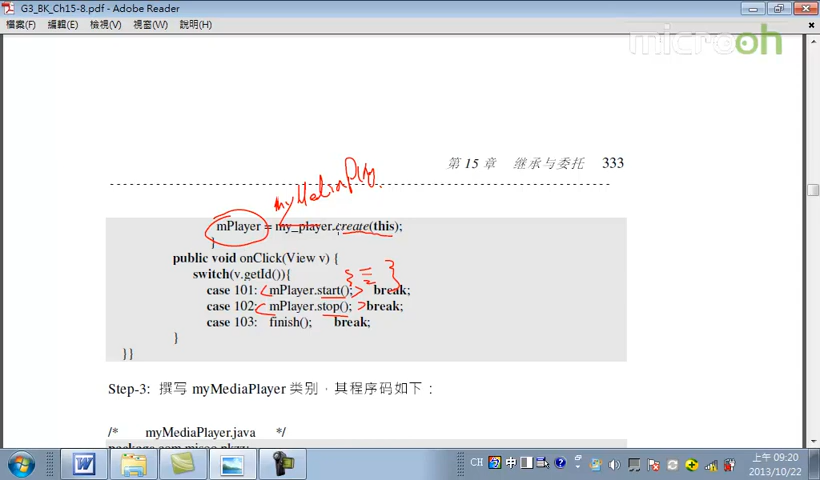 G3_BK_Ch15-8.pdf - Adobe Reader
檔案(F) 編輯(E) 檢視(V) 視窗(W) 說明(H)
microoh
第 15 章 继承与委托 333
myMediaPlay.
mPlayer = my_player.create(this);
}
public void onClick(View v) {
switch(v.getId()){
case 101: mPlayer.start(); break;
case 102: mPlayer.stop(); break;
case 103: finish(); break;
}
}}
Step-3: 撰写 myMediaPlayer 类别，其程序码如下：
/* myMediaPlayer.java */
CH 中
上午 09:20
2013/10/22